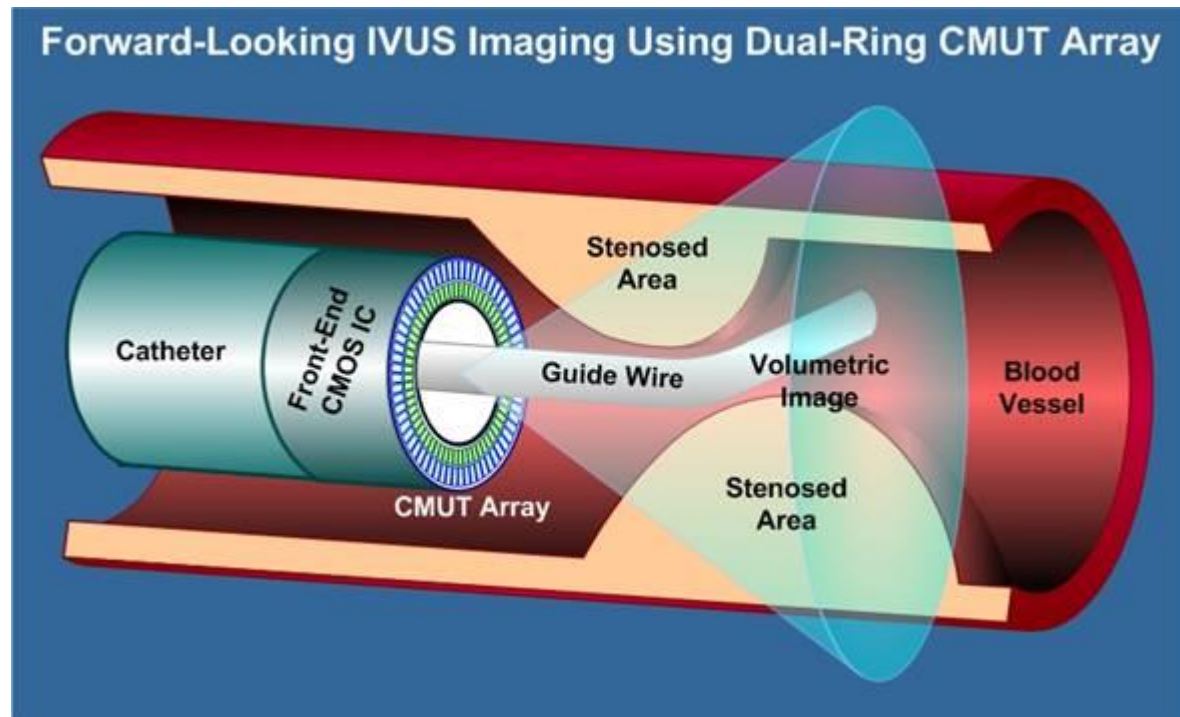 Forward-Looking IVUS Imaging Using Dual-Ring CMUT Array
Stenosed
Area
Catheter
Front-End
CMOS IC
Guide Wire
Volumetric
Image
Blood
Vessel
CMUT Array
Stenosed
Area